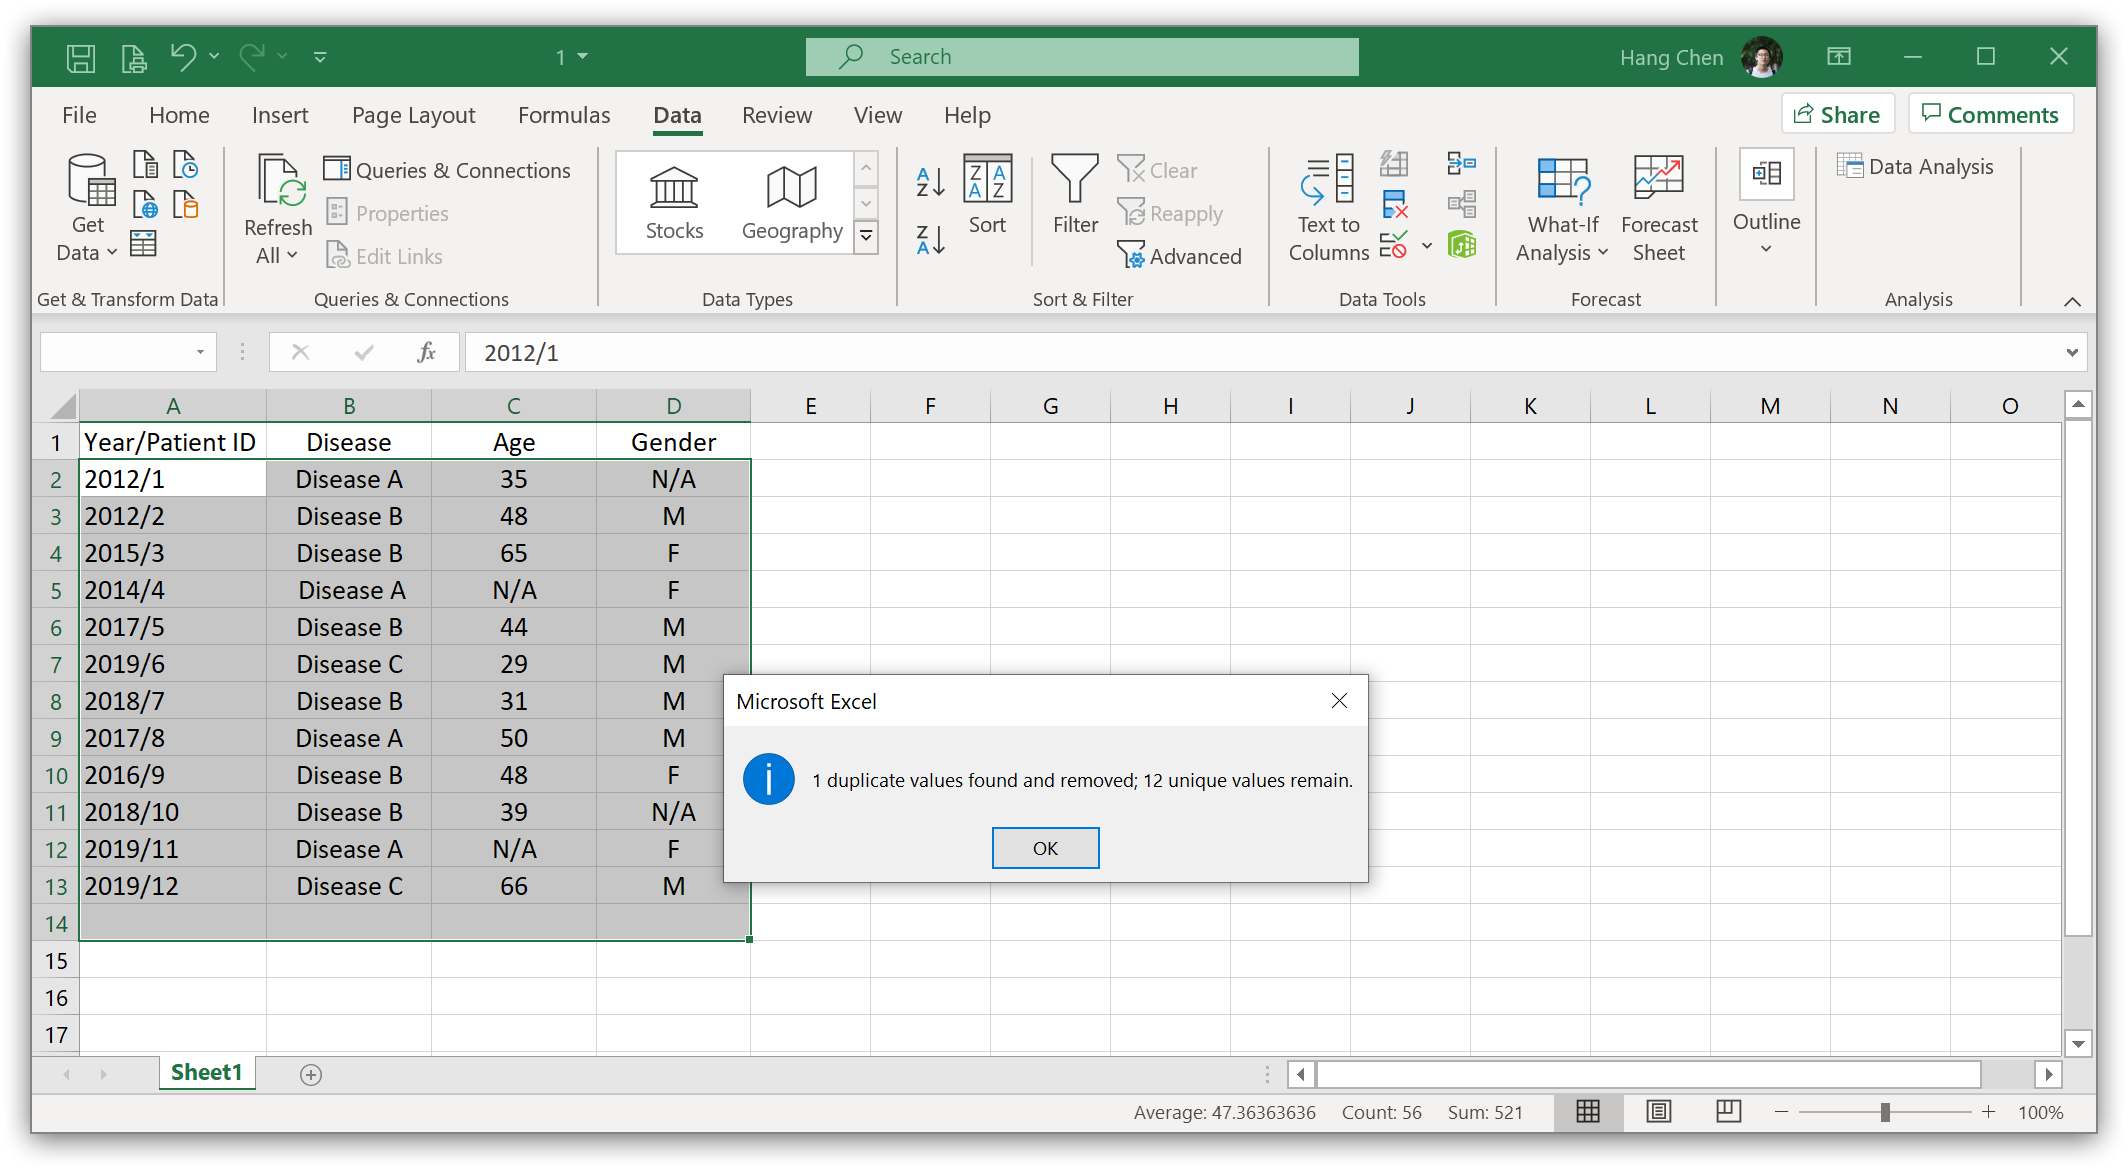 1
Search
Hang Chen
File Home Insert Page Layout Formulas Data Review View Help
Share
Comments
Get Data
Refresh All
Queries & Connections
Properties
Edit Links
Stocks
Geography
Sort
Filter
Clear
Reapply
Advanced
Text to Columns
What-If Analysis
Forecast Sheet
Outline
Data Analysis
Get & Transform Data
Queries & Connections
Data Types
Sort & Filter
Data Tools
Forecast
Analysis
fx 2012/1
A B C D E F G H I J K L M N O
1 Year/Patient ID Disease Age Gender
2 2012/1 Disease A 35 N/A
3 2012/2 Disease B 48 M
4 2015/3 Disease B 65 F
5 2014/4 Disease A N/A F
6 2017/5 Disease B 44 M
7 2019/6 Disease C 29 M
8 2018/7 Disease B 31 M
9 2017/8 Disease A 50 M
10 2016/9 Disease B 48 F
11 2018/10 Disease B 39 N/A
12 2019/11 Disease A N/A F
13 2019/12 Disease C 66 M
14
15
16
17
Microsoft Excel
1 duplicate values found and removed; 12 unique values remain.
OK
Sheet1
Average: 47.36363636 Count: 56 Sum: 521 100%